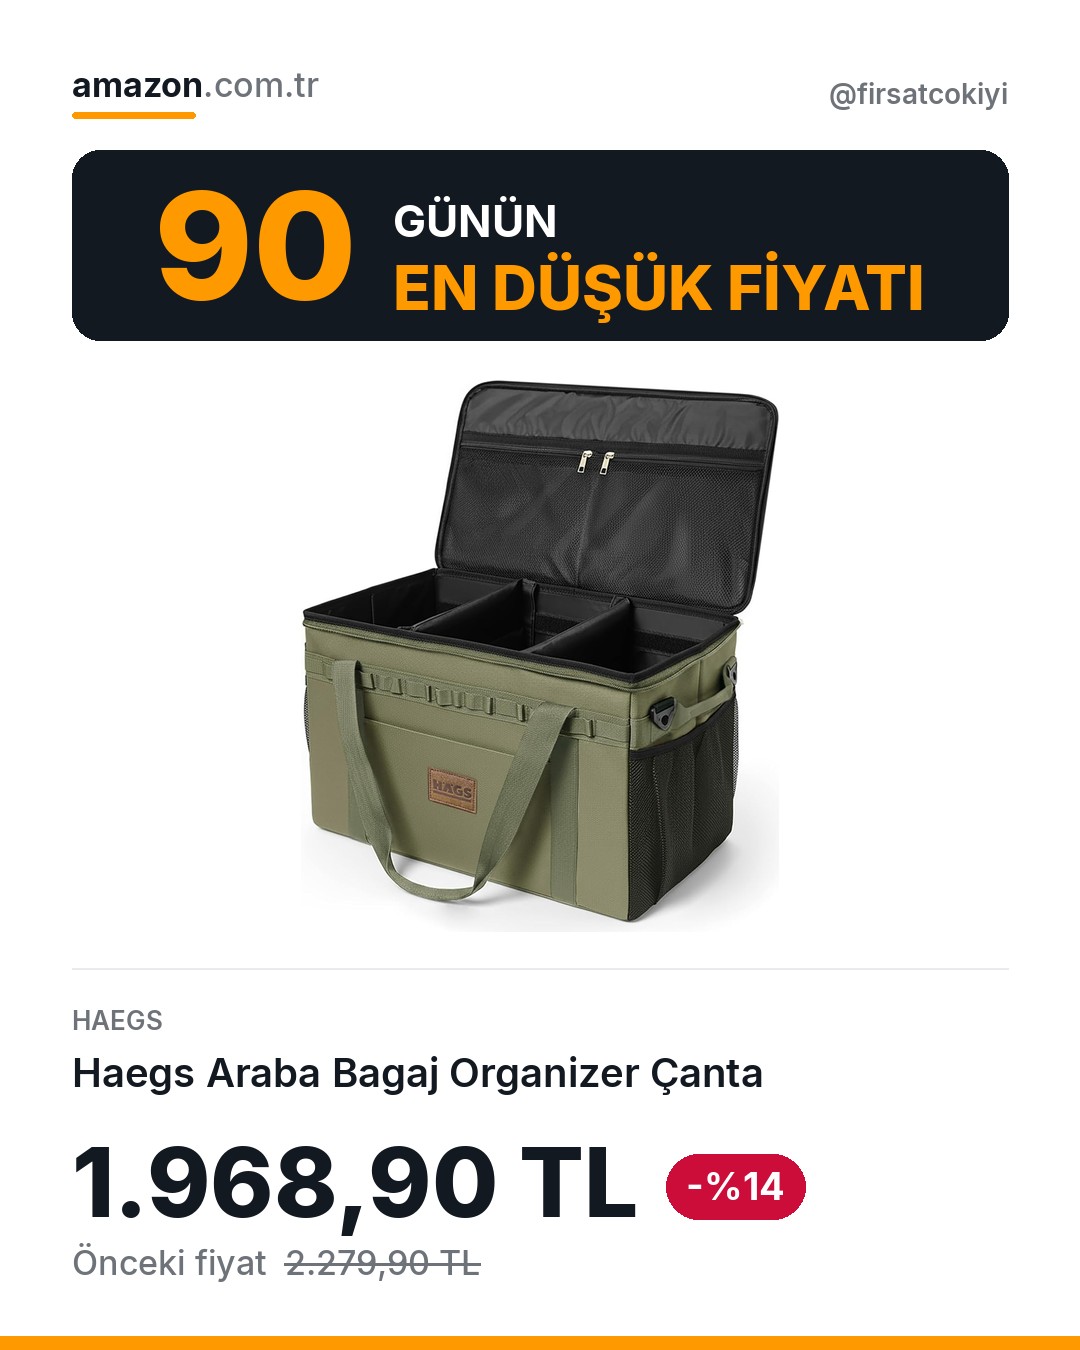 amazon.com.tr
@firsatcokiyi
90
GÜNÜN
EN DÜŞÜK FİYATI
HAGS
HAEGS
Haegs Araba Bagaj Organizer Çanta
1.968,90 TL
-%14
Önceki fiyat 2.279,90 TL